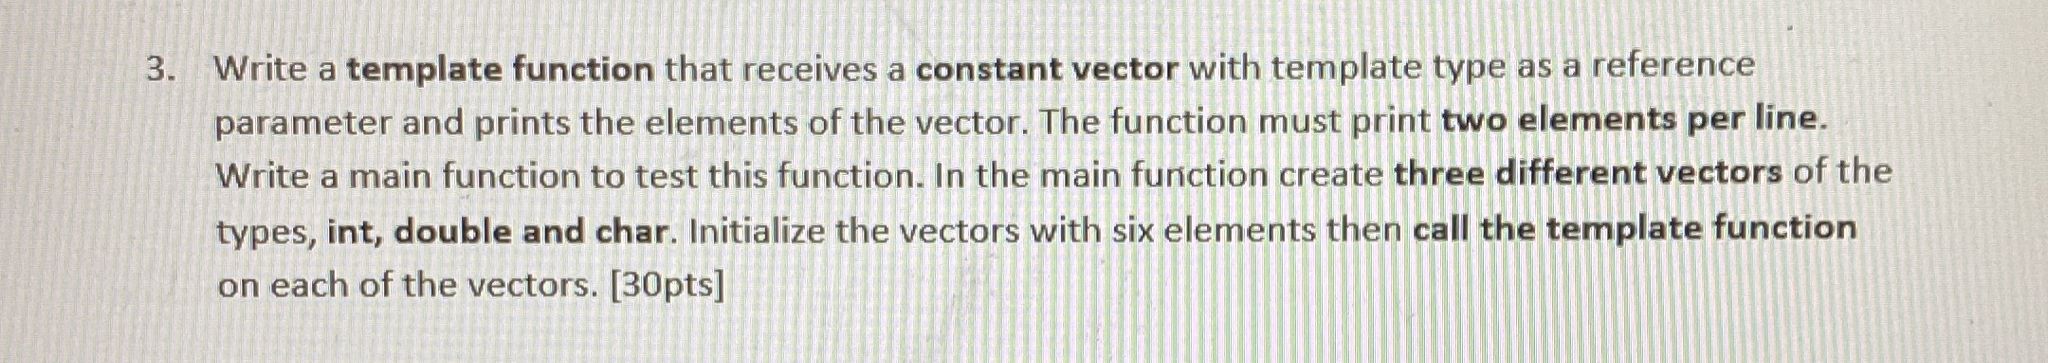 3. Write a template function that receives a constant vector with template type as a reference
parameter and prints the elements of the vector. The function must print two elements per line.
Write a main function to test this function. In the main function create three different vectors of the
types, int, double and char. Initialize the vectors with six elements then call the template function
on each of the vectors. [30pts]